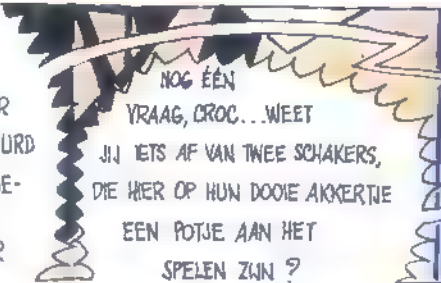 R
URD
E-
R
NOG ÉÉN
VRAAG, CROC...WEET
JIJ IETS AF VAN TWEE SCHAKERS,
DIE HIER OP HUN DOOIE AKKERTJE
EEN POTJE AAN HET
SPELEN ZIJN ?